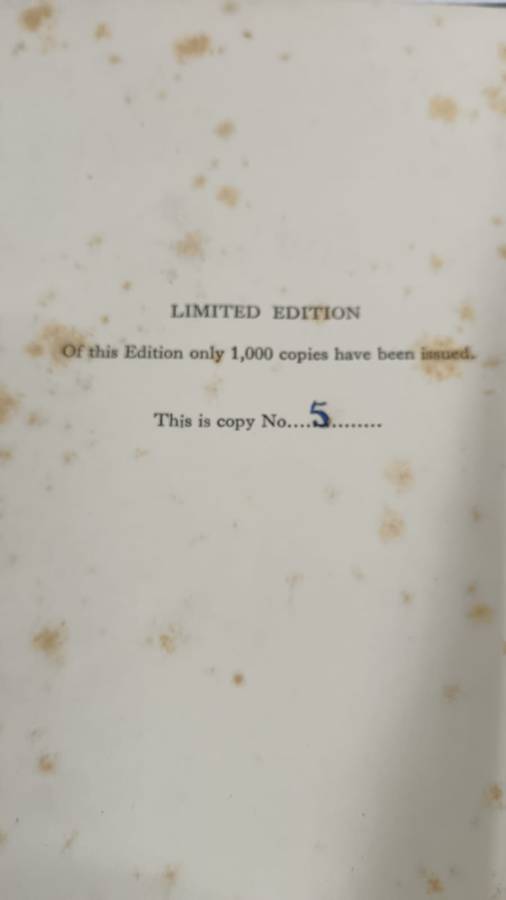 LIMITED EDITION
Of this Edition only 1,000 copies have been issued.
This is copy No....5.........